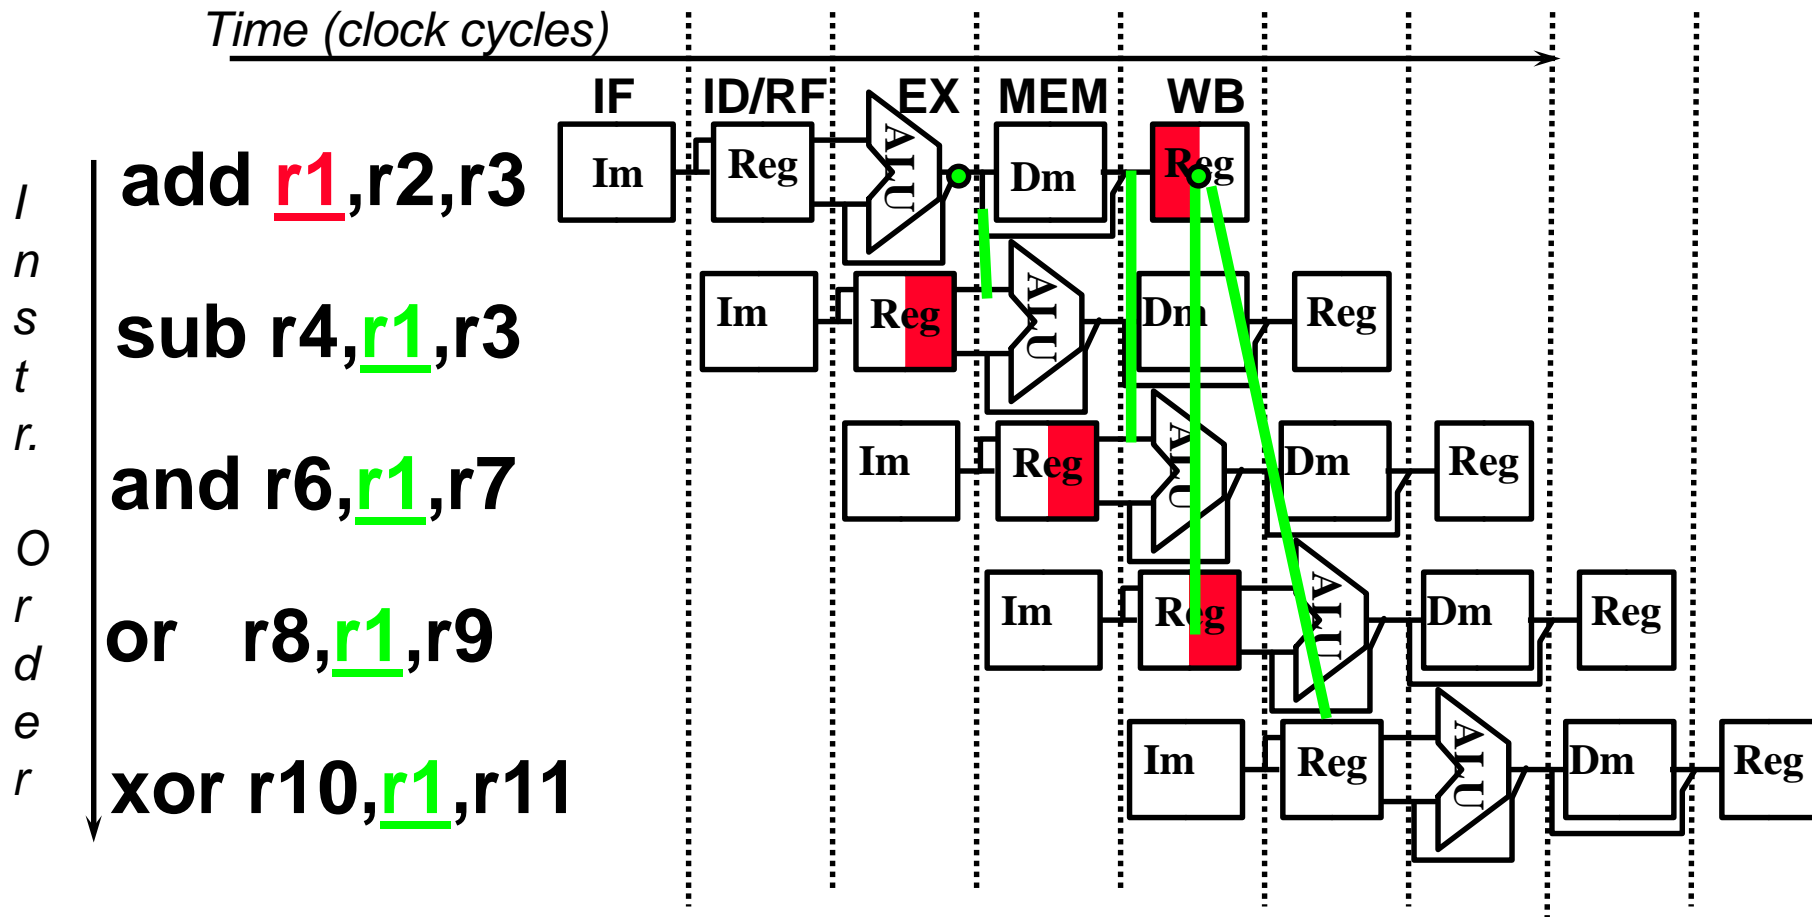 Time (clock cycles)
IF ID/RF EX MEM WB
Instr. Order
add r1,r2,r3
Im Reg ALU Dm Reg
sub r4,r1,r3
Im Reg ALU Dm Reg
and r6,r1,r7
Im Reg ALU Dm Reg
or r8,r1,r9
Im Reg ALU Dm Reg
xor r10,r1,r11
Im Reg ALU Dm Reg